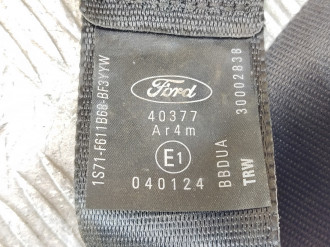 Ford
40377
Ar4m
E1
040124
1S71-F611B68-BF3YYW
BBDUA
TRW
30002838